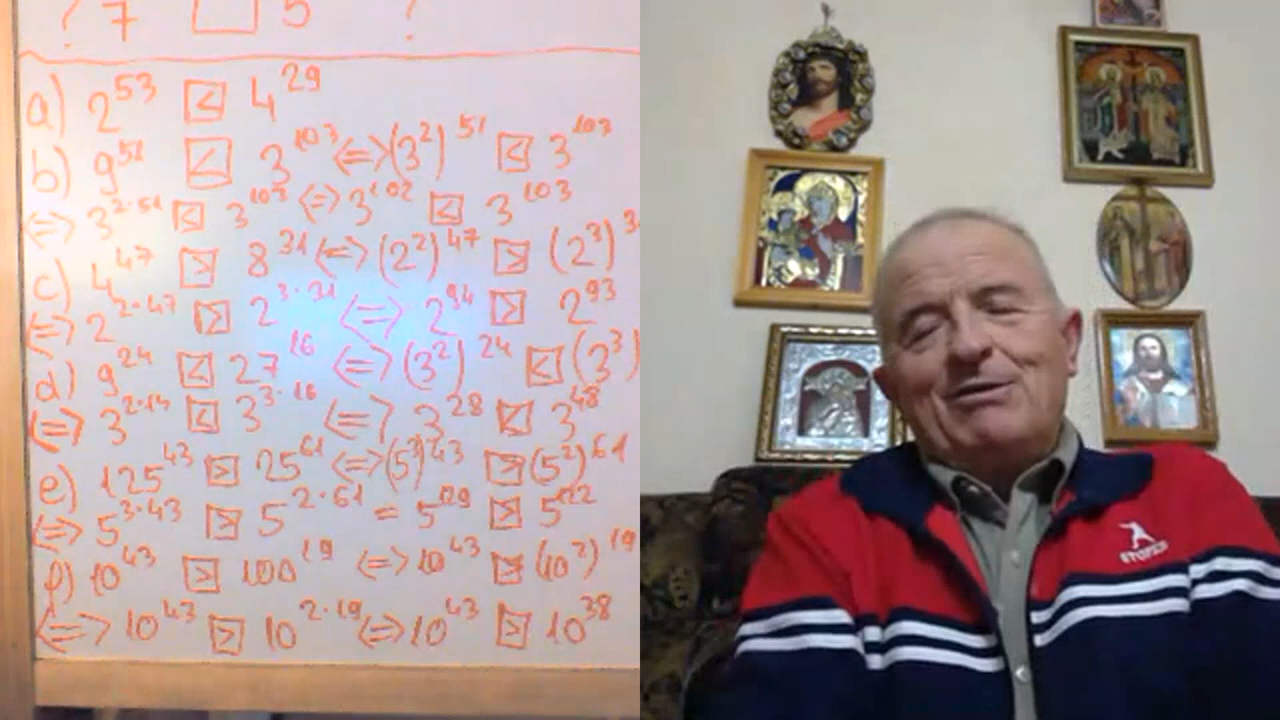 ? 7 □ 5 ?
a) 2^53 [<] 4^29
b) 9^51 [<] 3^103 <=> (3^2)^51 [<] 3^103
<=> 3^2·51 [<] 3^103 <=> 3^102 [<] 3^103
c) 4^47 [>] 8^31 <=> (2^2)^47 [>] (2^3)^3
<=> 2^2·47 [>] 2^3·31 <=> 2^94 [>] 2^93
d) 9^24 [<] 27^16 <=> (3^2)^24 [<] (3^3)
<=> 3^2·14 [<] 3^3·16 <=> 3^28 [<] 3^48
e) 125^43 [>] 25^61 <=> (5^3)^43 [>] (5^2)^61
<=> 5^3·43 [>] 5^2·61 = 5^129 [>] 5^122
f) 10^43 [>] 100^19 <=> 10^43 [>] (10^2)^19
<=> 10^43 [>] 10^2·19 <=> 10^43 [>] 10^38